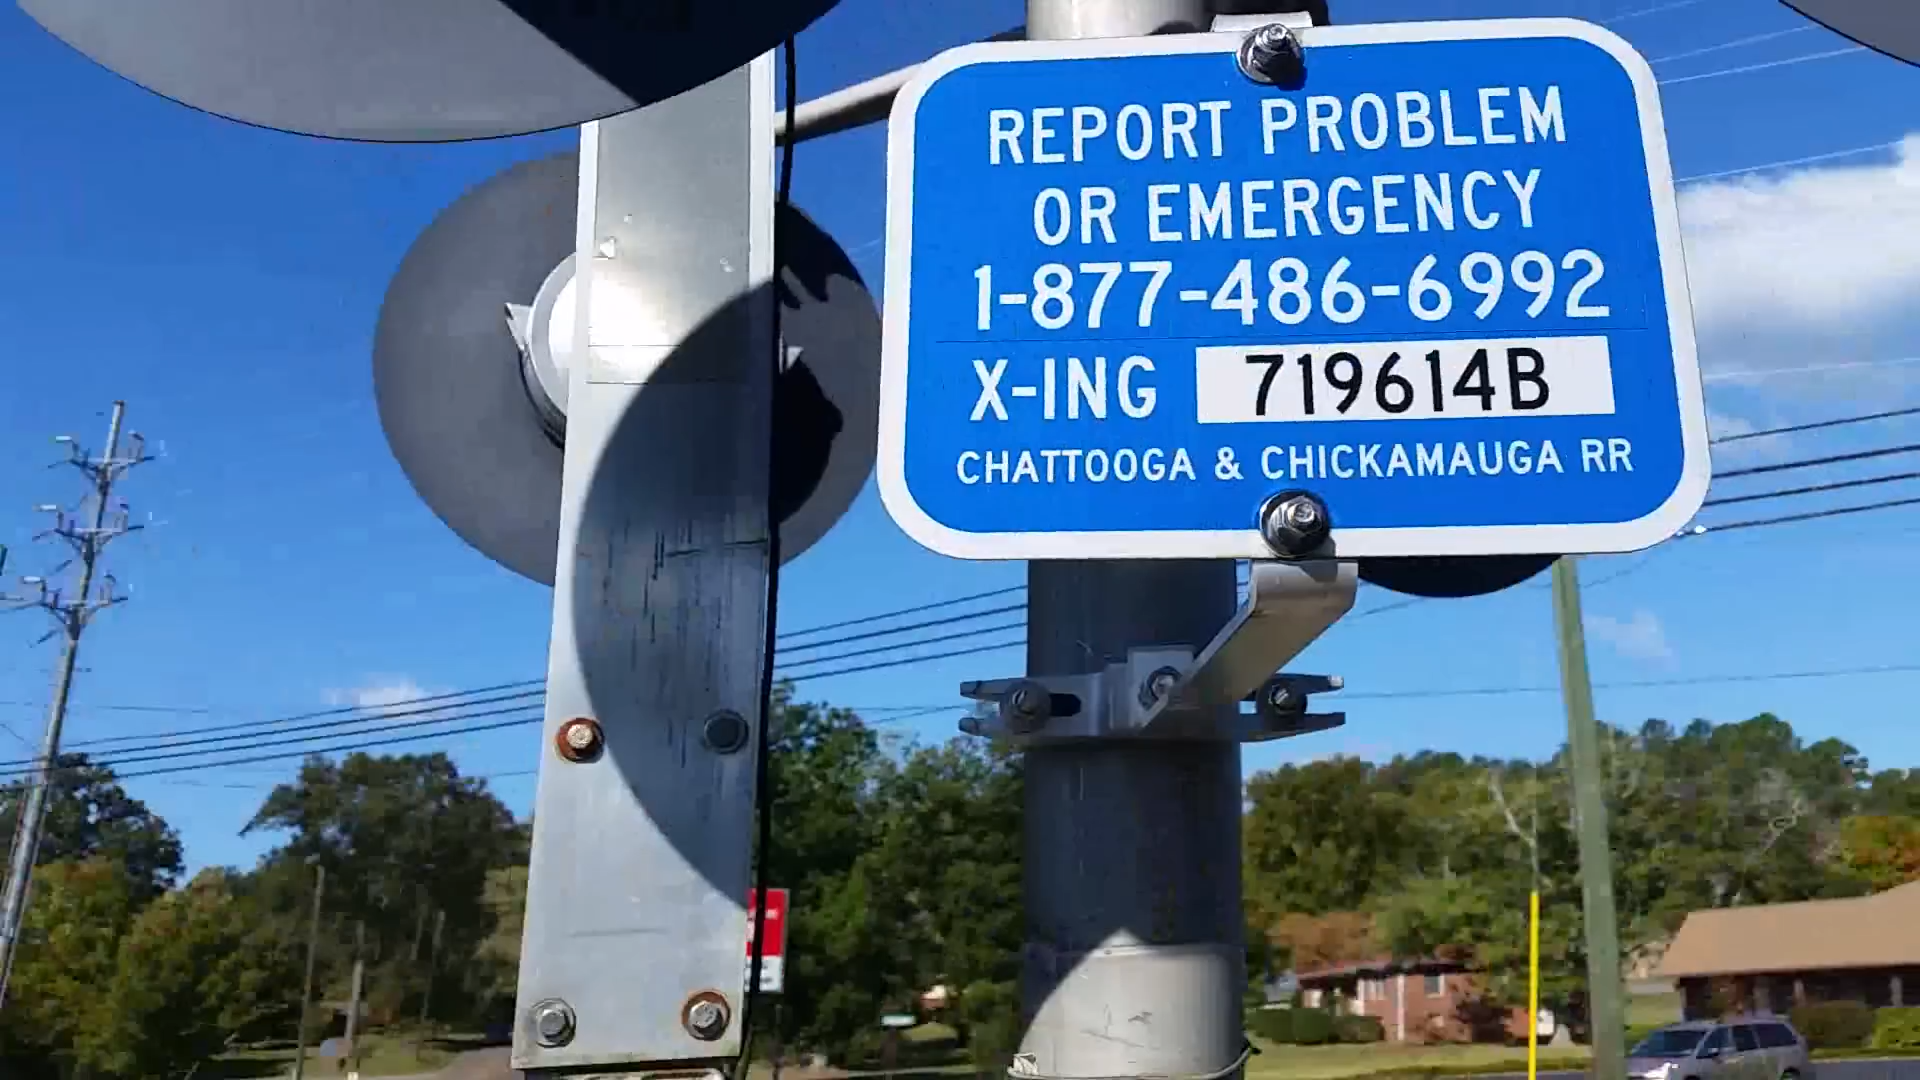 REPORT PROBLEM
OR EMERGENCY
1-877-486-6992
X-ING 719614B
CHATTOOGA & CHICKAMAUGA RR